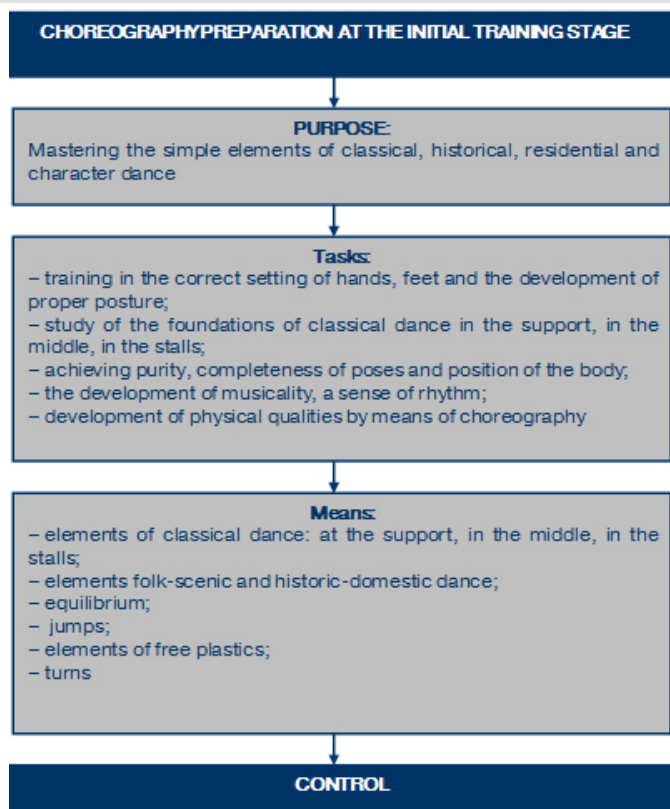 CHOREOGRAPHYPREPARATION AT THE INITIAL TRAINING STAGE
PURPOSE:
Mastering the simple elements of classical, historical, residential and
character dance
Tasks:
– training in the correct setting of hands, feet and the development of
proper posture;
– study of the foundations of classical dance in the support, in the
middle, in the stalls;
– achieving purity, completeness of poses and position of the body;
– the development of musicality, a sense of rhythm;
– development of physical qualities by means of choreography
Means:
– elements of classical dance: at the support, in the middle, in the
stalls;
– elements folk-scenic and historic-domestic dance;
– equilibrium;
– jumps;
– elements of free plastics;
– turns
CONTROL